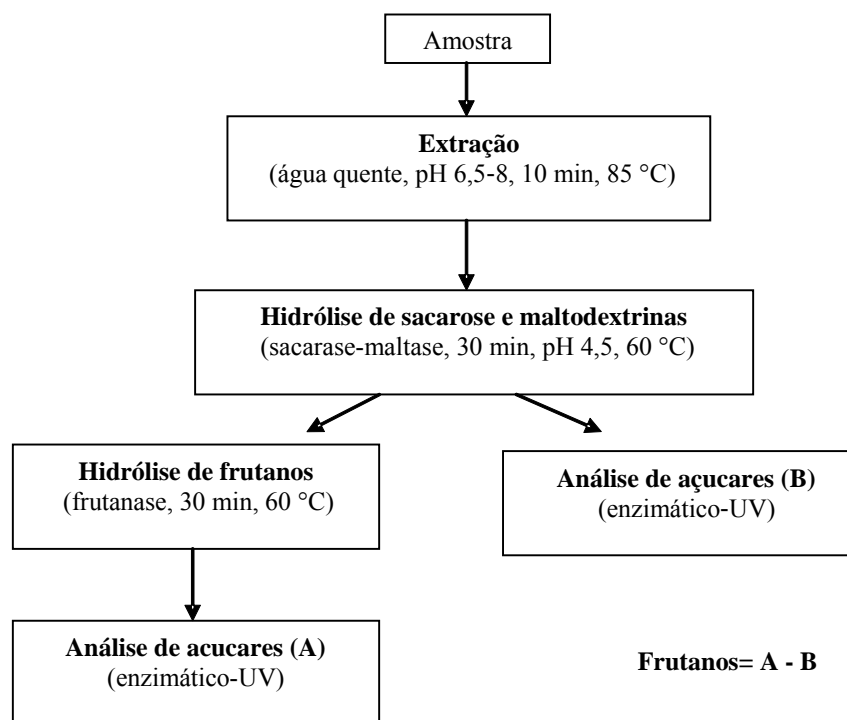 Amostra
Extração
(água quente, pH 6,5-8, 10 min, 85 °C)
Hidrólise de sacarose e maltodextrinas
(sacarase-maltase, 30 min, pH 4,5, 60 °C)
Hidrólise de frutanos
(frutanase, 30 min, 60 °C)
Análise de açucares (B)
(enzimático-UV)
Análise de acucares (A)
(enzimático-UV)
Frutanos= A - B